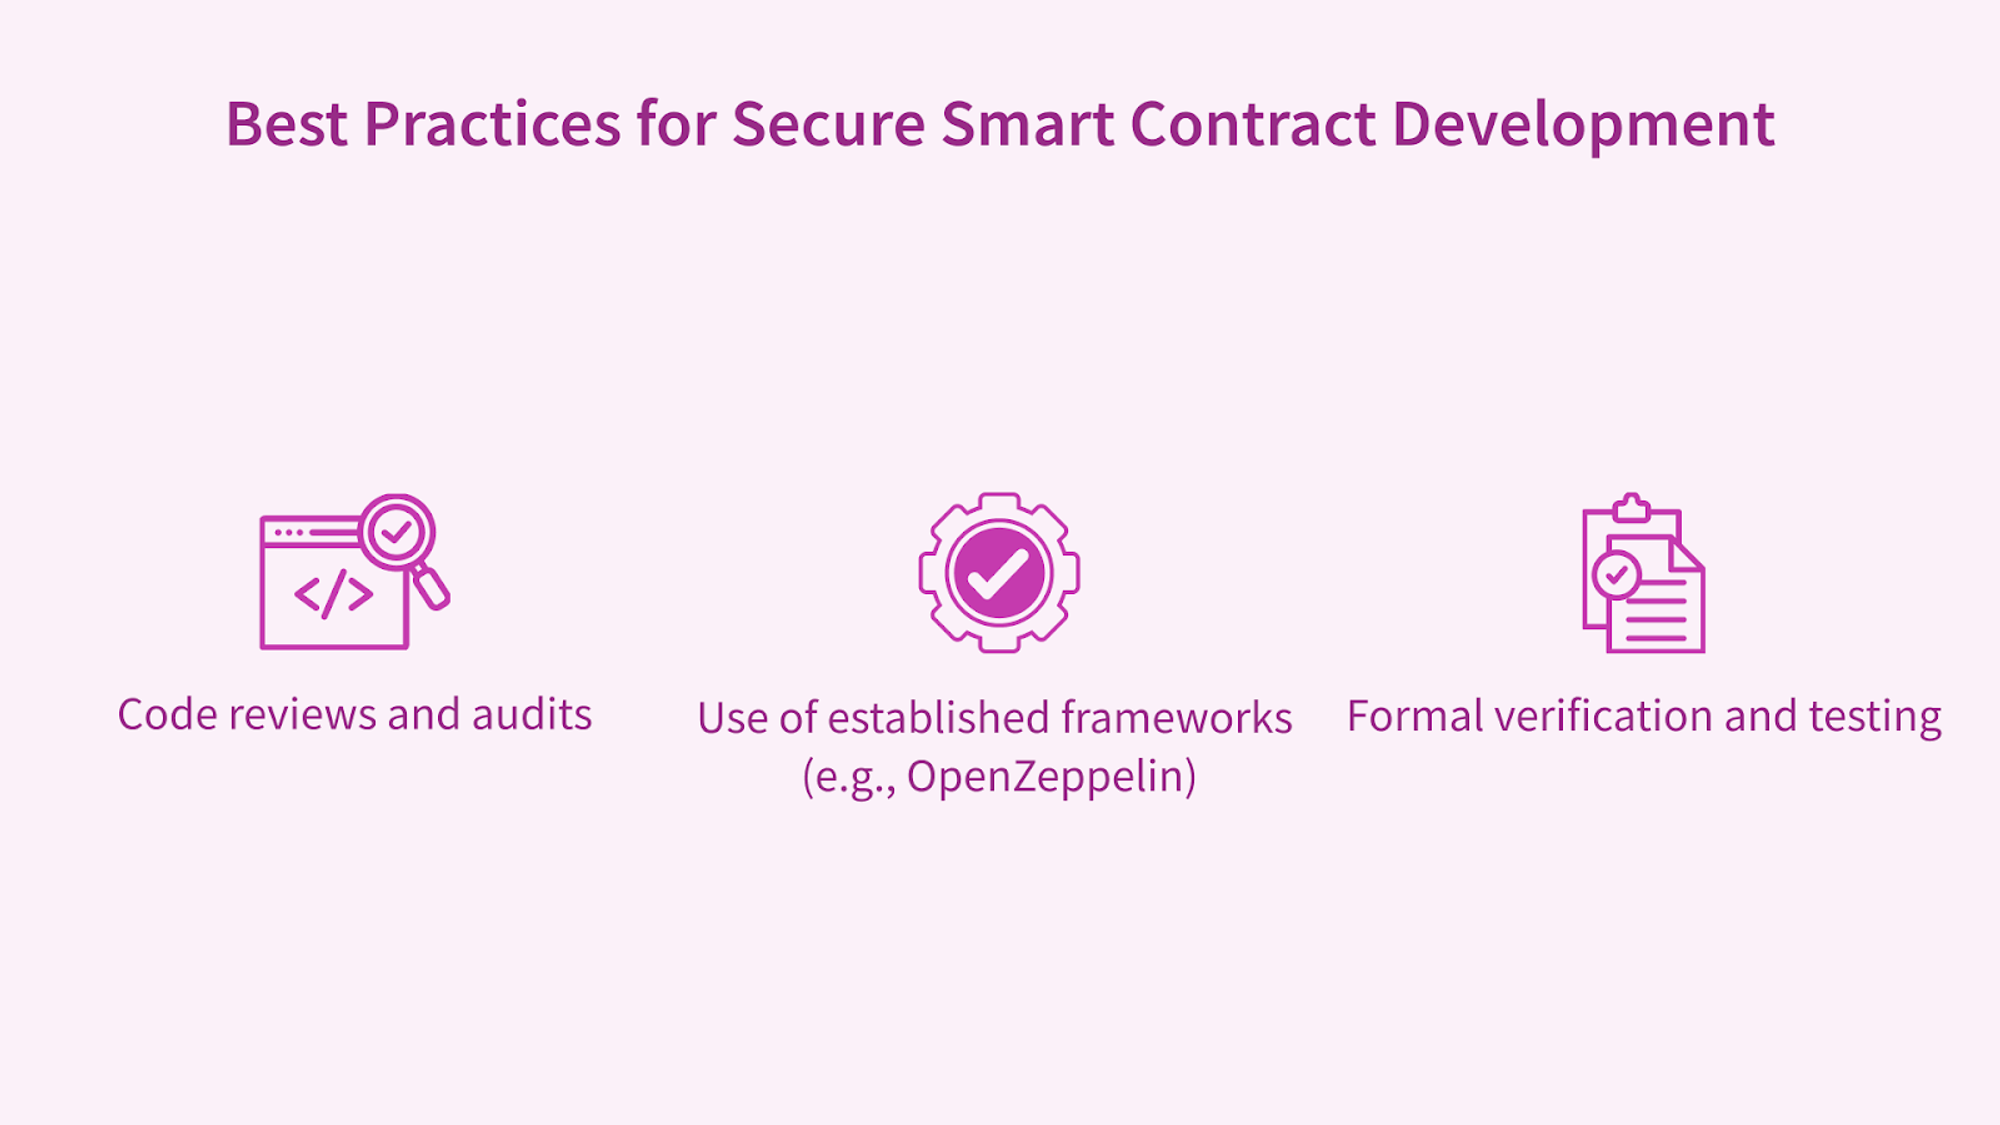 Best Practices for Secure Smart Contract Development
Code reviews and audits
Use of established frameworks
(e.g., OpenZeppelin)
Formal verification and testing